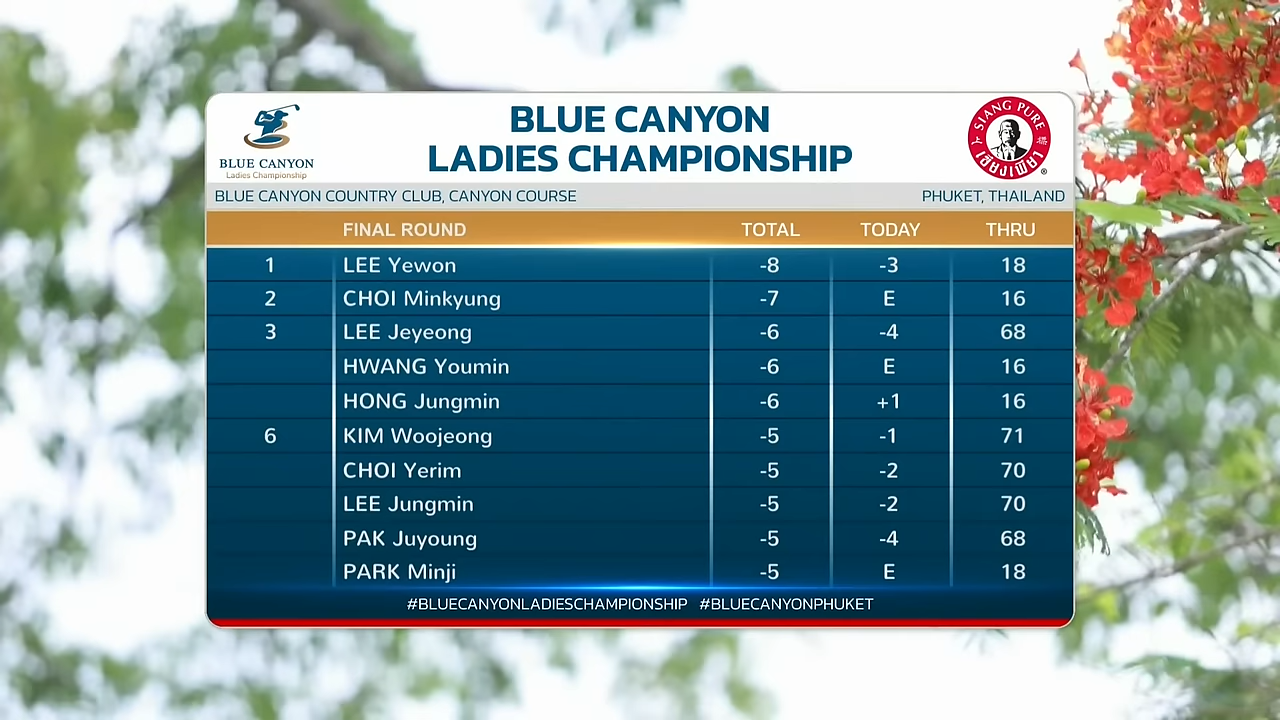 BLUE CANYON
Ladies Championship
BLUE CANYON
LADIES CHAMPIONSHIP
SIANG PURE
BLUE CANYON COUNTRY CLUB, CANYON COURSE PHUKET, THAILAND
FINAL ROUND TOTAL TODAY THRU
1 LEE Yewon -8 -3 18
2 CHOI Minkyung -7 E 16
3 LEE Jeyeong -6 -4 68
HWANG Youmin -6 E 16
HONG Jungmin -6 +1 16
6 KIM Woojeong -5 -1 71
CHOI Yerim -5 -2 70
LEE Jungmin -5 -2 70
PAK Juyoung -5 -4 68
PARK Minji -5 E 18
#BLUECANYONLADIESCHAMPIONSHIP #BLUECANYONPHUKET